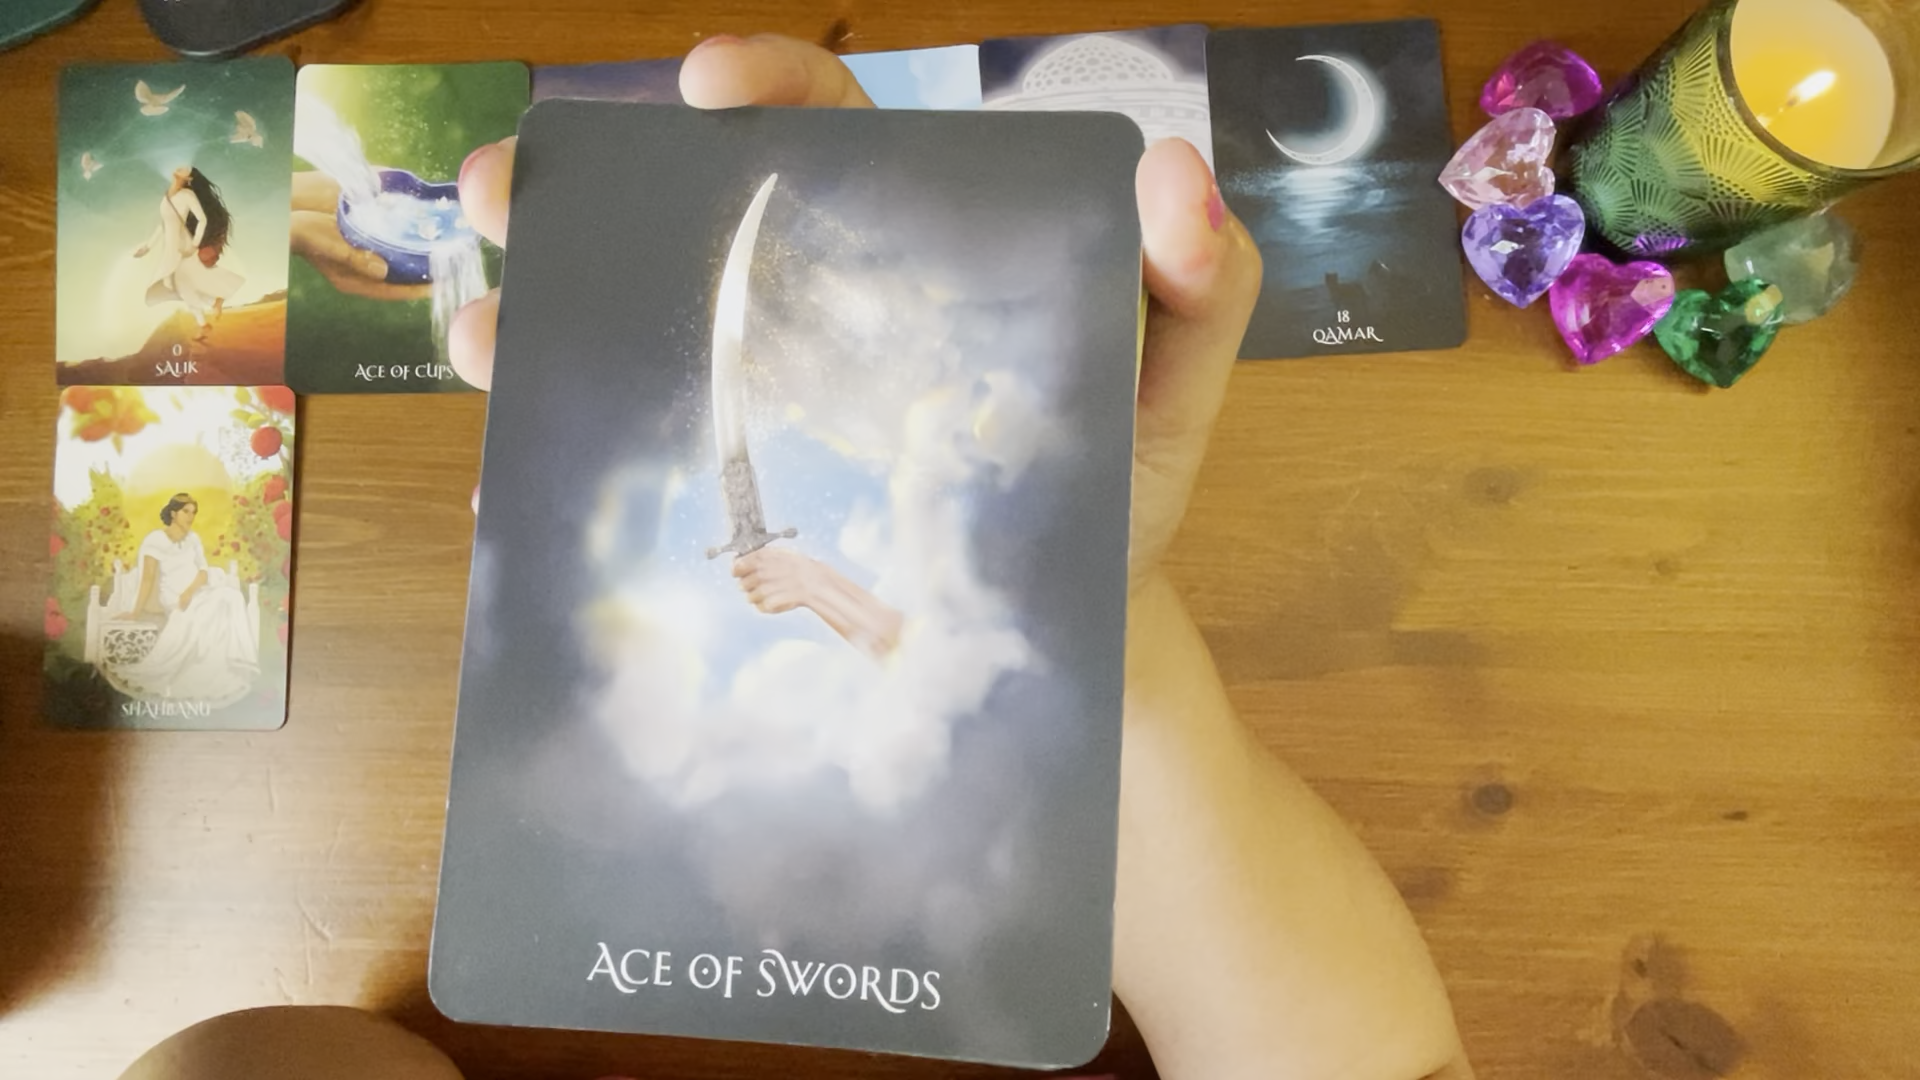 0
SALIK
ACE OF CUPS
18
QAMAR
SHAHBANU
ACE OF SWORDS